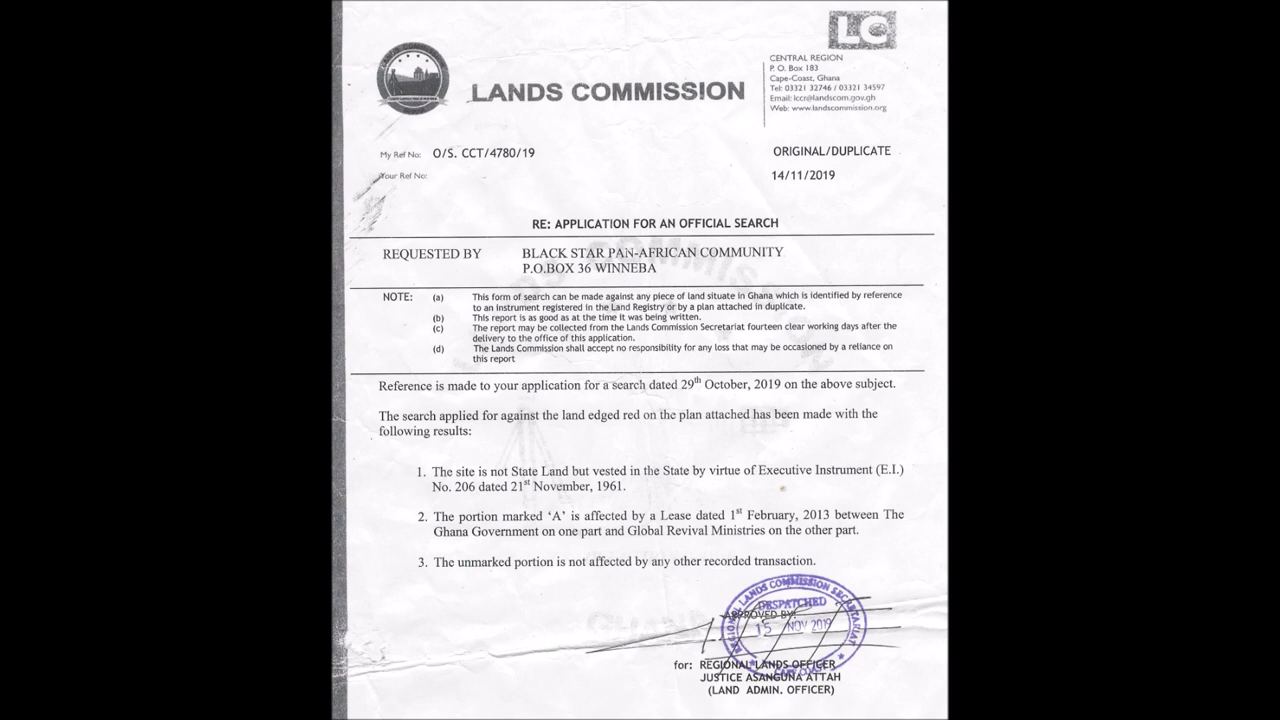 LC
LANDS COMMISSION
CENTRAL REGION
P. O. Box 183
Cape-Coast, Ghana
Tel: 03321 32746 / 03321 34597
Email: lccr@landscom.gov.gh
Web: www.landscommission.org
My Ref No: O/S. CCT/4780/19
ORIGINAL/DUPLICATE
Your Ref No:
14/11/2019
RE: APPLICATION FOR AN OFFICIAL SEARCH
REQUESTED BY BLACK STAR PAN-AFRICAN COMMUNITY
P.O.BOX 36 WINNEBA
NOTE: (a) This form of search can be made against any piece of land situate in Ghana which is identified by reference
to an instrument registered in the Land Registry or by a plan attached in duplicate.
(b) This report is as good as at the time it was being written.
(c) The report may be collected from the Lands Commission Secretariat fourteen clear working days after the
delivery to the office of this application.
(d) The Lands Commission shall accept no responsibility for any loss that may be occasioned by a reliance on
this report
Reference is made to your application for a search dated 29th October, 2019 on the above subject.
The search applied for against the land edged red on the plan attached has been made with the
following results:
1. The site is not State Land but vested in the State by virtue of Executive Instrument (E.I.)
No. 206 dated 21st November, 1961.
2. The portion marked ‘A’ is affected by a Lease dated 1st February, 2013 between The
Ghana Government on one part and Global Revival Ministries on the other part.
3. The unmarked portion is not affected by any other recorded transaction.
REGIONAL LANDS COMMISSION SECRETARIAT
DESPATCHED
APPROVED BY:
15 NOV 2019
for: REGIONAL LANDS OFFICER
JUSTICE ASANGUNA ATTAH
(LAND ADMIN. OFFICER)